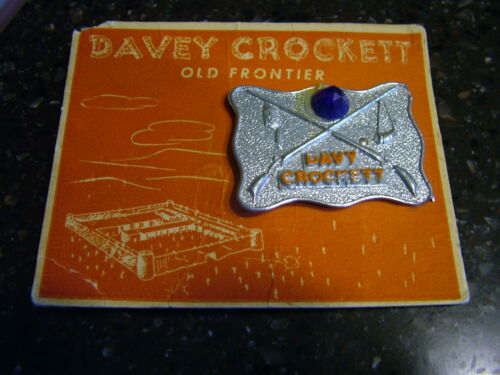 DAVEY CROCKETT
OLD FRONTIER
DAVY
CROCKETT